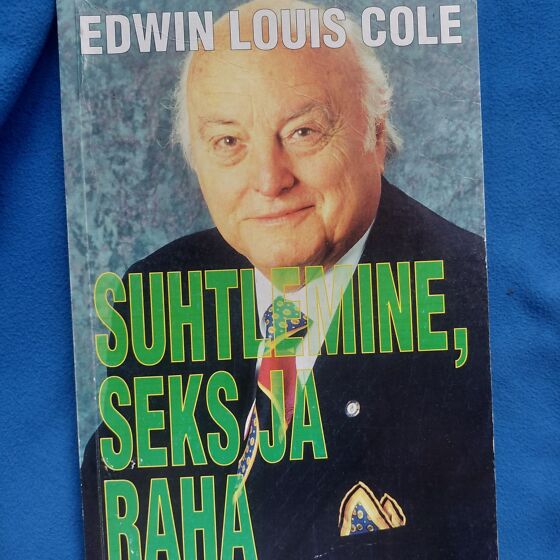 EDWIN LOUIS COLE
SUHTLEMINE,
SEKS JA
RAHA